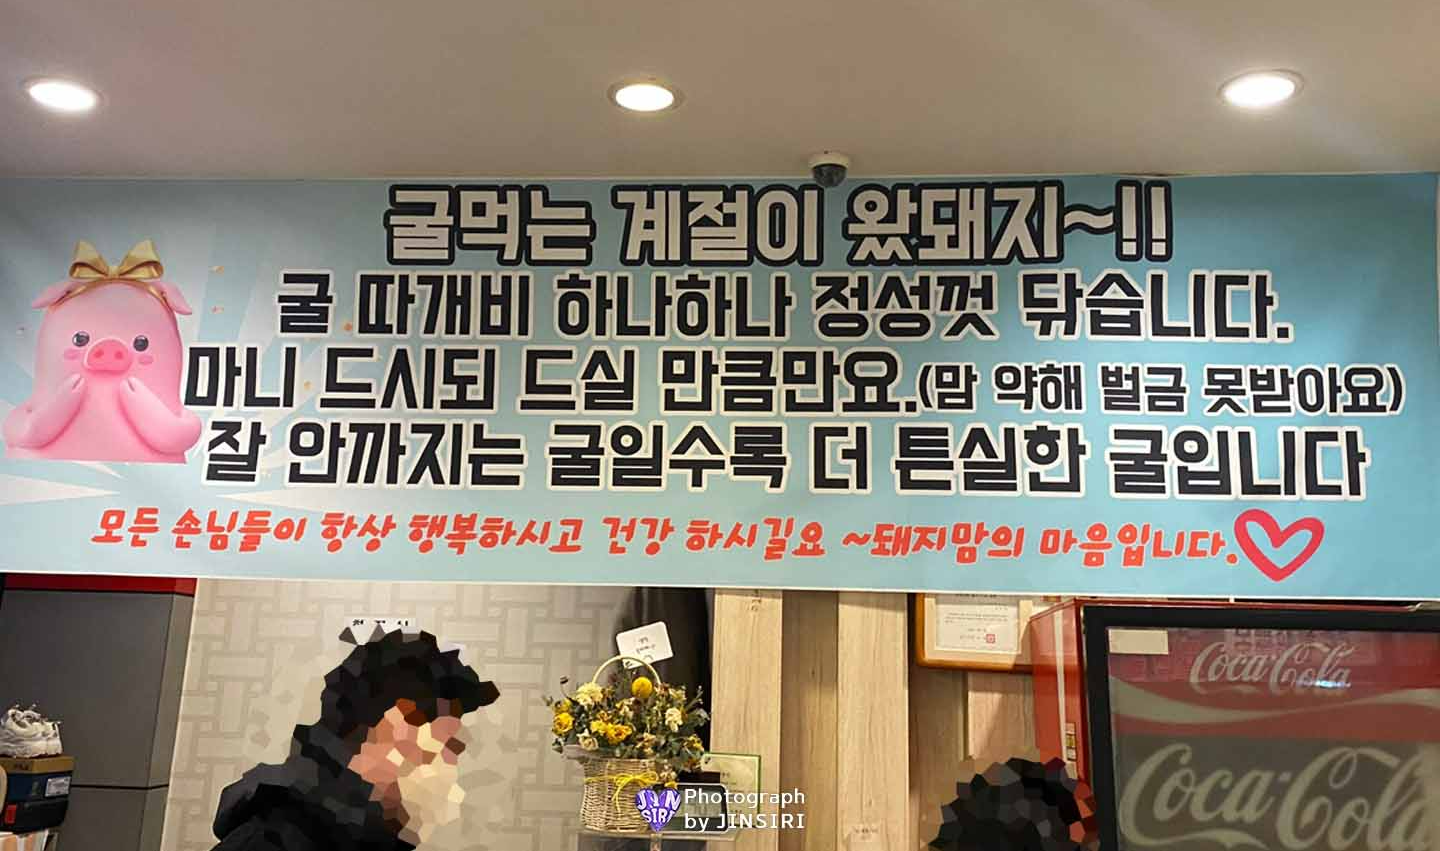 굴먹는 계절이 왔돼지~!!
굴 따개비 하나하나 정성껏 닦습니다.
마니 드시되 드실 만큼만요.(맘 약해 벌금 못받아요)
잘 안까지는 굴일수록 더 튼실한 굴입니다
모든 손님들이 항상 행복하시고 건강 하시길요 ~돼지맘의 마음입니다.
Coca-Cola
Coca-Cola
JIN
SIRI
Photograph
by JINSIRI